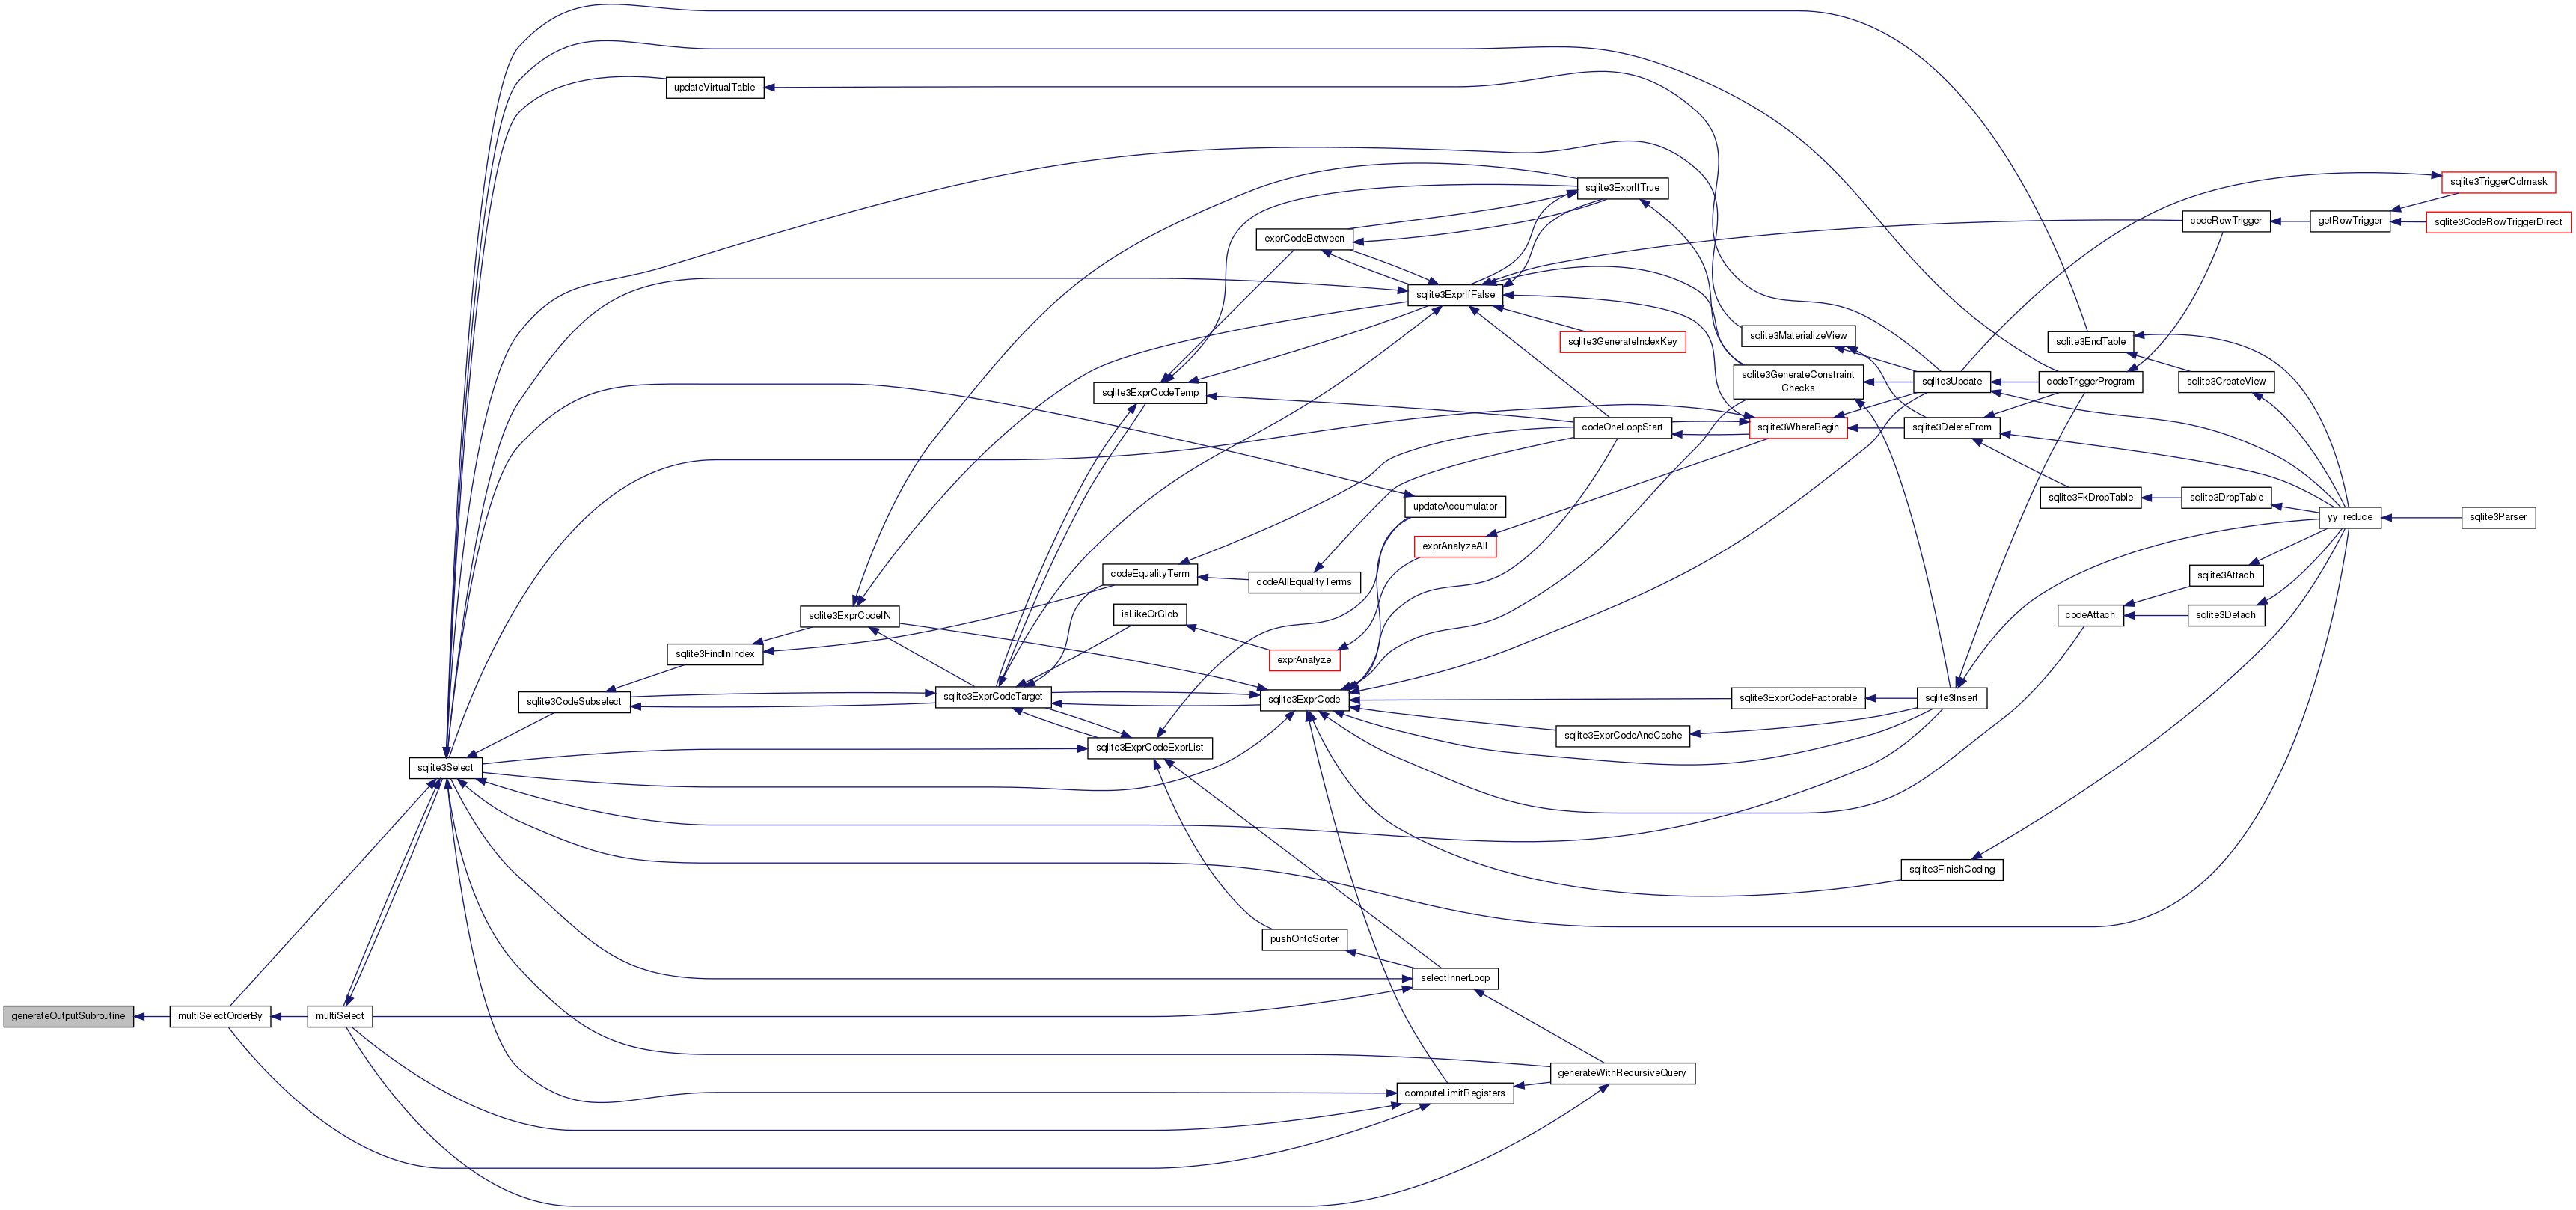 updateVirtualTable
sqlite3TriggerColmask
sqlite3ExprIfTrue
codeRowTrigger
getRowTrigger
sqlite3CodeRowTriggerDirect
exprCodeBetween
sqlite3ExprIfFalse
sqlite3MaterializeView
sqlite3GenerateIndexKey
sqlite3EndTable
sqlite3GenerateConstraint
Checks
sqlite3Update
codeTriggerProgram
sqlite3CreateView
sqlite3ExprCodeTemp
codeOneLoopStart
sqlite3WhereBegin
sqlite3DeleteFrom
sqlite3FkDropTable
sqlite3DropTable
updateAccumulator
yy_reduce
sqlite3Parser
exprAnalyzeAll
codeEqualityTerm
codeAllEqualityTerms
sqlite3Attach
sqlite3ExprCodeIN
isLikeOrGlob
codeAttach
sqlite3Detach
sqlite3FindInIndex
exprAnalyze
sqlite3CodeSubselect
sqlite3ExprCodeTarget
sqlite3ExprCode
sqlite3ExprCodeFactorable
sqlite3Insert
sqlite3ExprCodeAndCache
sqlite3ExprCodeExprList
sqlite3Select
sqlite3FinishCoding
pushOntoSorter
selectInnerLoop
generateOutputSubroutine
multiSelectOrderBy
multiSelect
generateWithRecursiveQuery
computeLimitRegisters